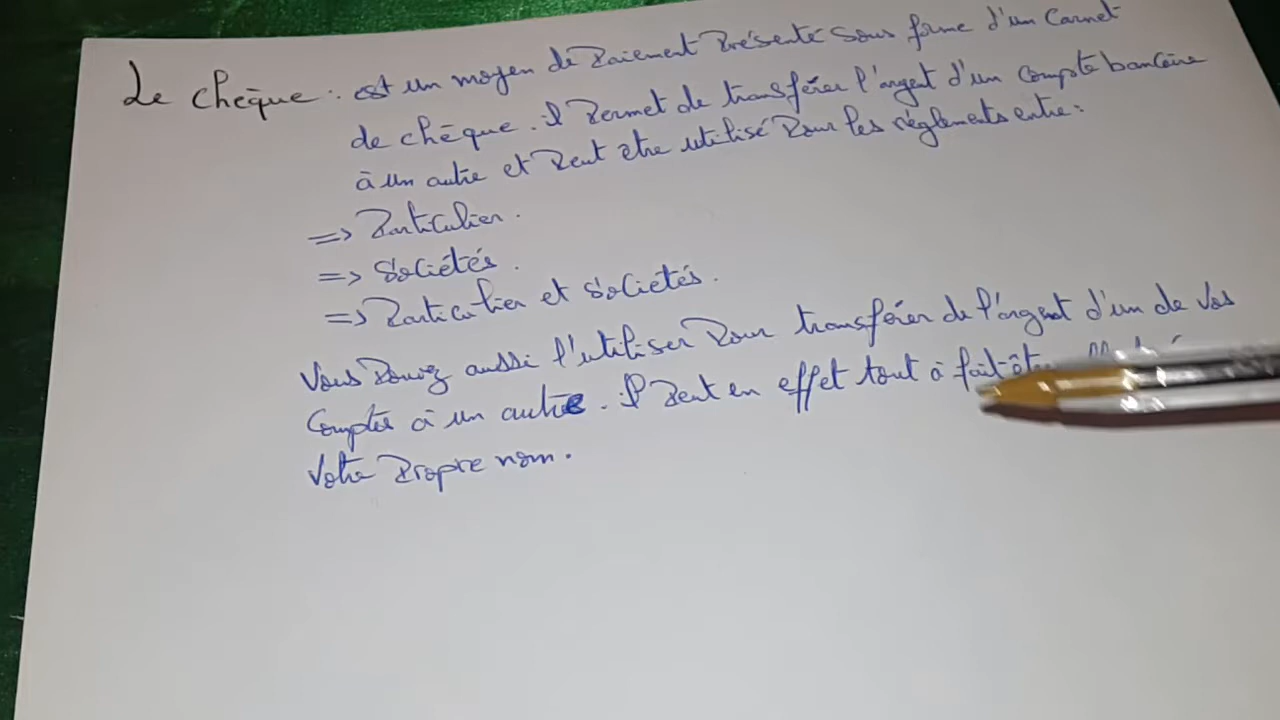 Le chèque : est un moyen de Paiement Présenté sous forme d'un Carnet
de chèque. Il Permet de transférer l'argent d'un compte bancaire
à un autre et Peut être utilisé Pour les règlements entre :
=> Particulier.
=> Sociétés.
=> Particulier et Sociétés.
Vous Pouvez aussi l'utiliser Pour transférer de l'argent d'un de vos
Comptes à un autre. Il Peut en effet tout à fait
Votre Propre nom.